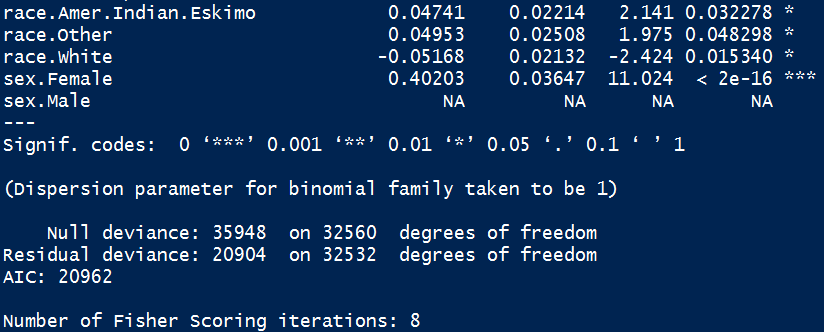 race.Amer.Indian.Eskimo 0.04741 0.02214 2.141 0.032278 *
race.Other 0.04953 0.02508 1.975 0.048298 *
race.White -0.05168 0.02132 -2.424 0.015340 *
sex.Female 0.40203 0.03647 11.024 < 2e-16 ***
sex.Male NA NA NA NA
---
Signif. codes: 0 ‘***’ 0.001 ‘**’ 0.01 ‘*’ 0.05 ‘.’ 0.1 ‘ ’ 1
(Dispersion parameter for binomial family taken to be 1)
Null deviance: 35948 on 32560 degrees of freedom
Residual deviance: 20904 on 32532 degrees of freedom
AIC: 20962
Number of Fisher Scoring iterations: 8